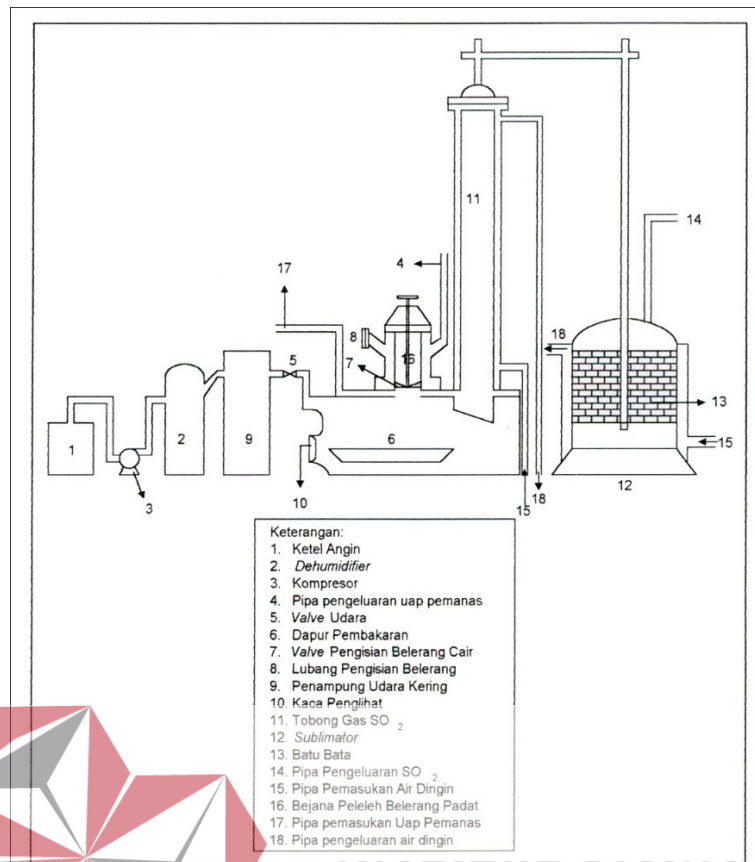 11
14
17
4
8
18
16
7
5
13
1
2
9
6
15
3
10
15
18
12
Keterangan:
1. Ketel Angin
2. Dehumidifier
3. Kompresor
4. Pipa pengeluaran uap pemanas
5. Valve Udara
6. Dapur Pembakaran
7. Valve Pengisian Belerang Cair
8. Lubang Pengisian Belerang
9. Penampung Udara Kering
10. Kaca Penglihat
11. Tobong Gas SO 2
12. Sublimator
13. Batu Bata
14. Pipa Pengeluaran SO 2
15. Pipa Pemasukan Air Dingin
16. Bejana Peleleh Belerang Padat
17. Pipa pemasukan Uap Pemanas
18. Pipa pengeluaran air dingin